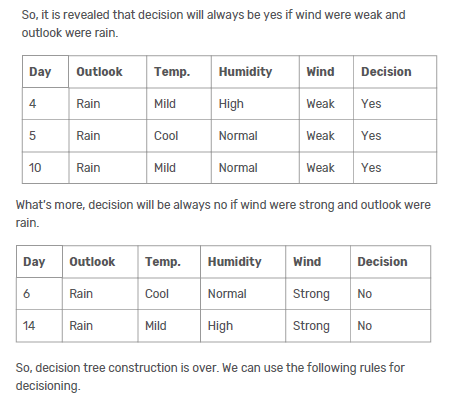 So, it is revealed that decision will always be yes if wind were weak and
outlook were rain.
Day Outlook Temp. Humidity Wind Decision
4 Rain Mild High Weak Yes
5 Rain Cool Normal Weak Yes
10 Rain Mild Normal Weak Yes
What's more, decision will be always no if wind were strong and outlook were
rain.
Day Outlook Temp. Humidity Wind Decision
6 Rain Cool Normal Strong No
14 Rain Mild High Strong No
So, decision tree construction is over. We can use the following rules for
decisioning.